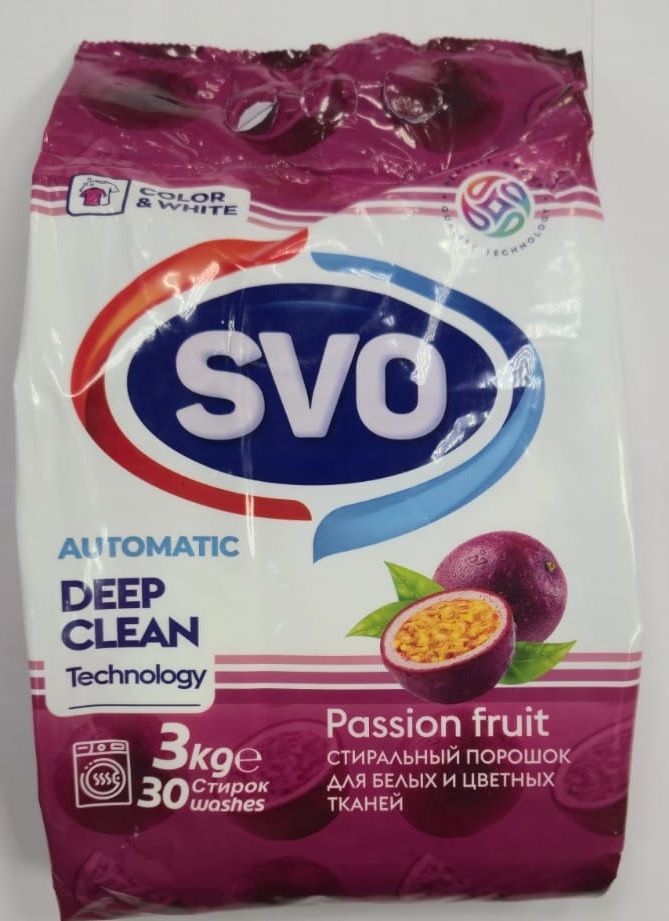 COLOR
& WHITE
SVO
AUTOMATIC
DEEP
CLEAN
Technology
3kg℮
30 Стирок
washes
Passion fruit
СТИРАЛЬНЫЙ ПОРОШОК
ДЛЯ БЕЛЫХ И ЦВЕТНЫХ
ТКАНЕЙ